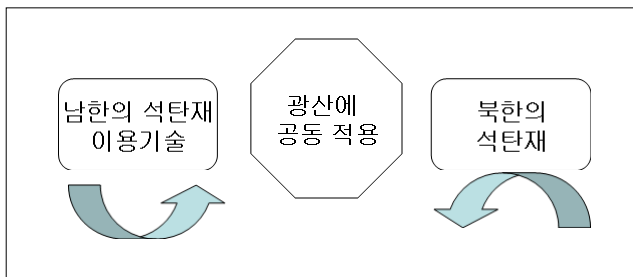 남한의 석탄재
이용기술
광산에
공동 적용
북한의
석탄재